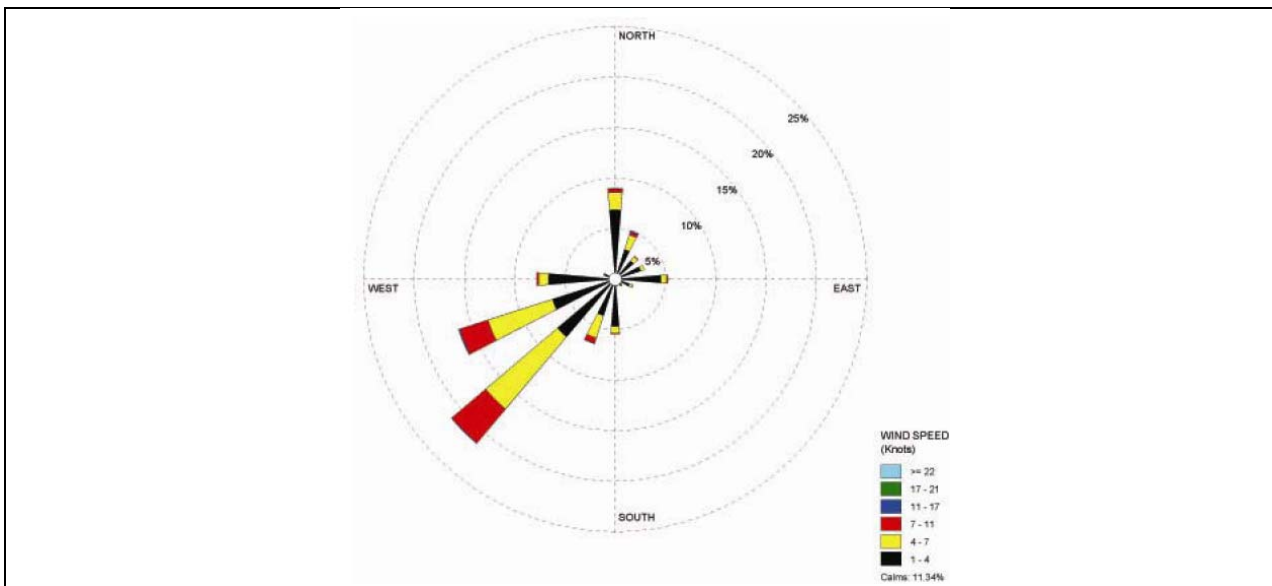 NORTH
25%
20%
15%
10%
5%
WEST
EAST
SOUTH
WIND SPEED
(Knots)
>= 22
17 - 21
11 - 17
7 - 11
4 - 7
1 - 4
Calms: 11.34%